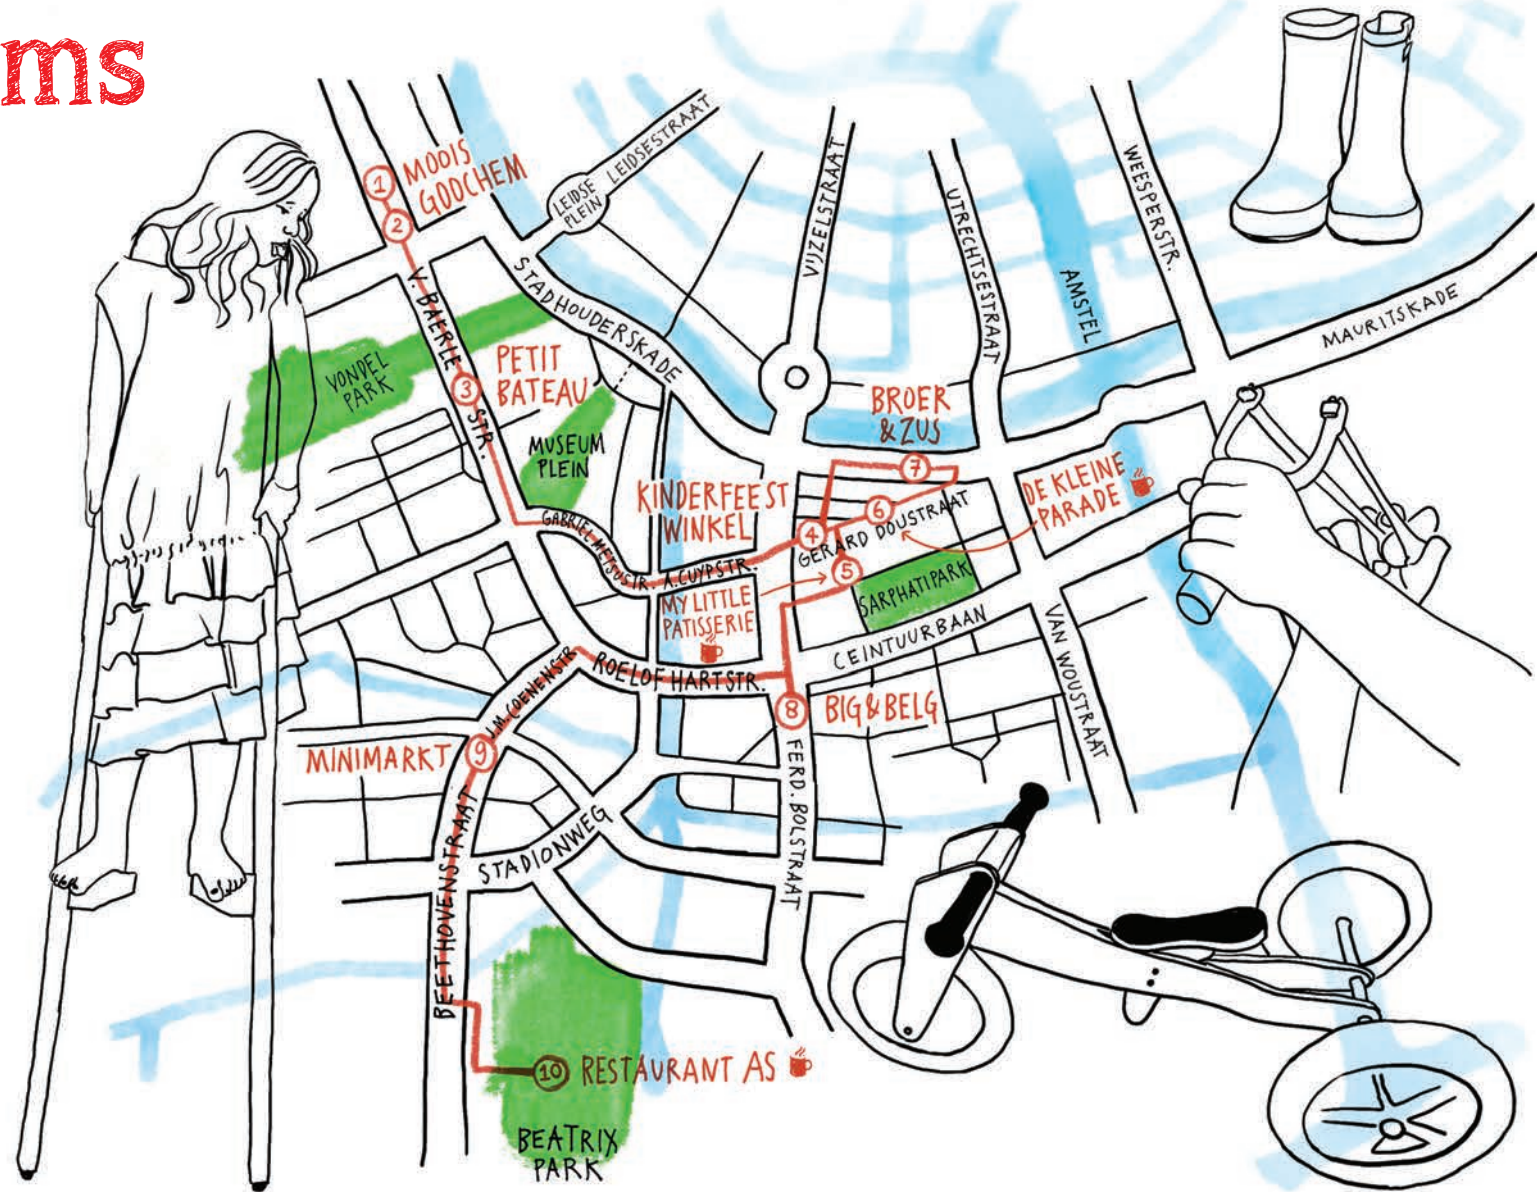 ms
1
MOOIS
GOOCHEM
2
LEIDSESTRAAT
LEIDSE
PLEIN
VIJZELSTRAAT
UTRECHTSESTRAAT
WEESPERSTR.
AMSTEL
MAURITSKADE
STADHOUDERSKADE
V. BAERLE
STR.
VONDEL
PARK
3
PETIT
BATEAU
MUSEUM
PLEIN
BROER
& ZUS
7
KINDERFEEST
WINKEL
6
DE KLEINE
PARADE
4
GERARD DOUSTRAAT
GABRIEL METSUSTR.
A. CUYPSTR.
5
SARPHATIPARK
MY LITTLE
PATISSERIE
CEINTUURBAAN
VAN WOUSTRAAT
ROELOF HARTSTR.
J.M. COENENSTR.
8
BIG & BELG
MINIMARKT
9
FERD. BOLSTRAAT
BEETHOVENSTRAAT
STADIONWEG
10
RESTAURANT AS
BEATRIX
PARK